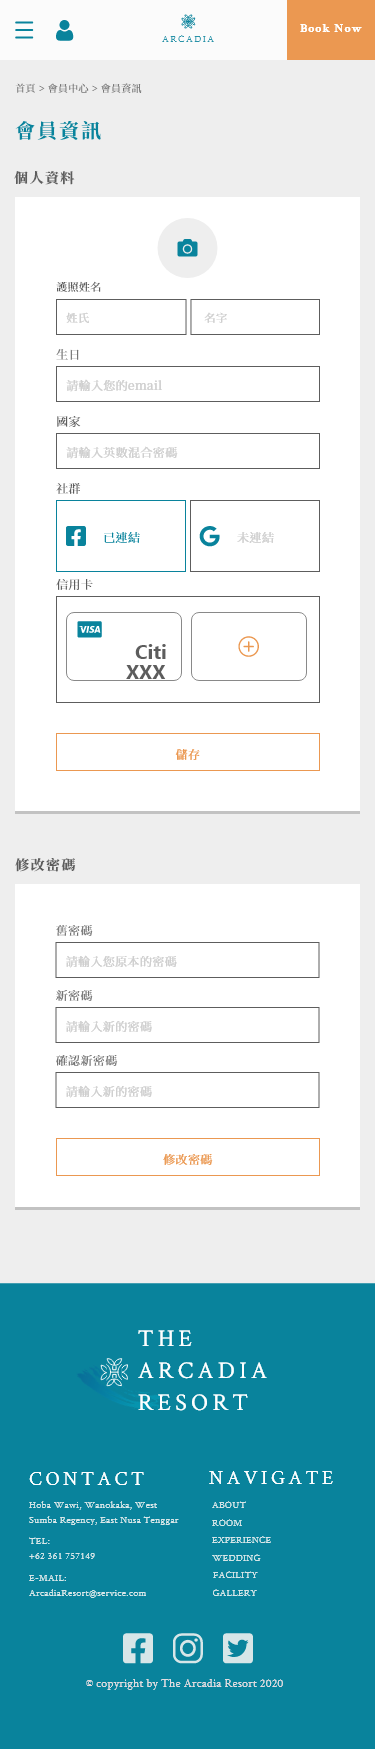 ARCADIA
Book Now
首頁 > 會員中心 > 會員資訊
會員資訊
個人資料
護照姓名
姓氏
名字
生日
請輸入您的email
國家
請輸入英數混合密碼
社群
已連結
未連結
信用卡
VISA
Citi
XXX
儲存
修改密碼
舊密碼
請輸入您原本的密碼
新密碼
請輸入新的密碼
確認新密碼
請輸入新的密碼
修改密碼
THE
ARCADIA
RESORT
CONTACT
Hoba Wawi, Wanokaka, West
Sumba Regency, East Nusa Tenggar
TEL:
+62 361 757149
E-MAIL:
ArcadiaResort@service.com
NAVIGATE
ABOUT
ROOM
EXPERIENCE
WEDDING
FACILITY
GALLERY
© copyright by The Arcadia Resort 2020